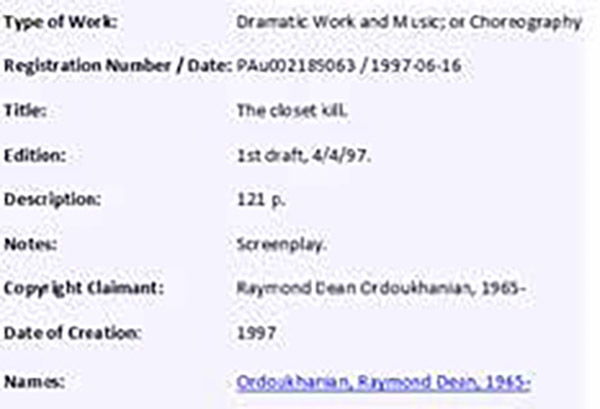 Type of Work: Dramatic Work and Music; or Choreography
Registration Number / Date: PAu002185063 / 1997-06-16
Title: The closet kill.
Edition: 1st draft, 4/4/97.
Description: 121 p.
Notes: Screenplay.
Copyright Claimant: Raymond Dean Ordoukhanian, 1965-
Date of Creation: 1997
Names: Ordoukhanian, Raymond Dean, 1965-